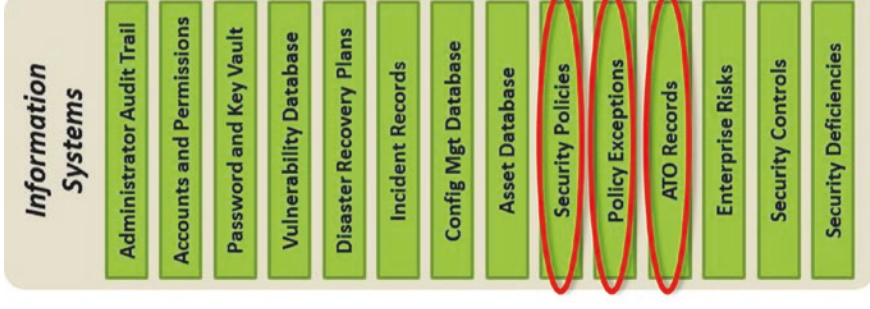 Information
Systems
Administrator Audit Trail
Accounts and Permissions
Password and Key Vault
Vulnerability Database
Disaster Recovery Plans
Incident Records
Config Mgt Database
Asset Database
Security Policies
Policy Exceptions
ATO Records
Enterprise Risks
Security Controls
Security Deficiencies